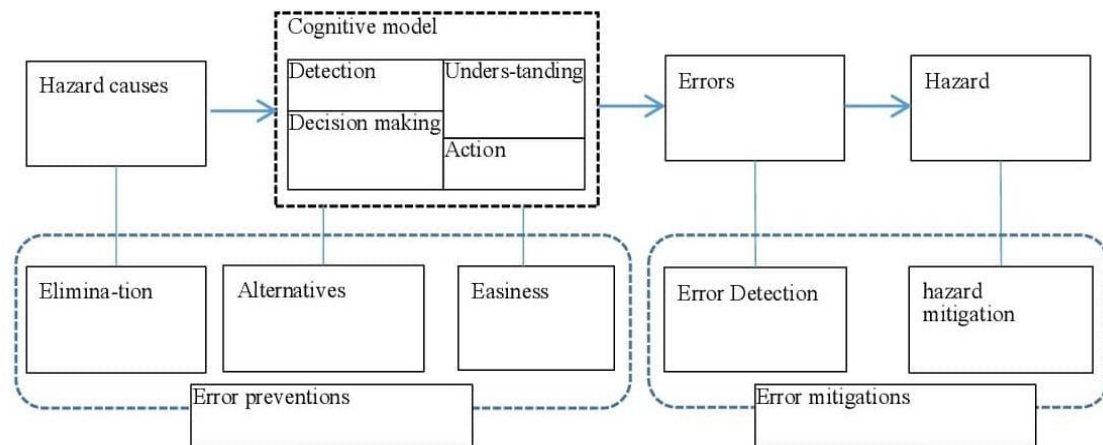 Cognitive model
Hazard causes
Detection
Unders-tanding
Decision making
Action
Errors
Hazard
Elimina-tion
Alternatives
Easiness
Error Detection
hazard
mitigation
Error preventions
Error mitigations